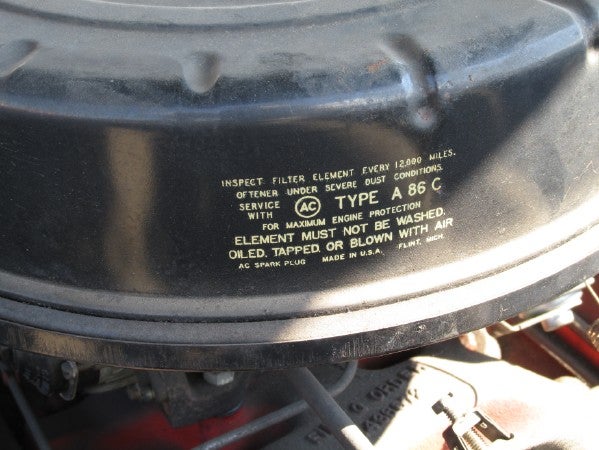 INSPECT FILTER ELEMENT EVERY 12,000 MILES.
OFTENER UNDER SEVERE DUST CONDITIONS.
SERVICE WITH AC TYPE A 86 C
FOR MAXIMUM ENGINE PROTECTION
ELEMENT MUST NOT BE WASHED,
OILED, TAPPED, OR BLOWN WITH AIR
AC SPARK PLUG MADE IN U.S.A. FLINT, MICH.